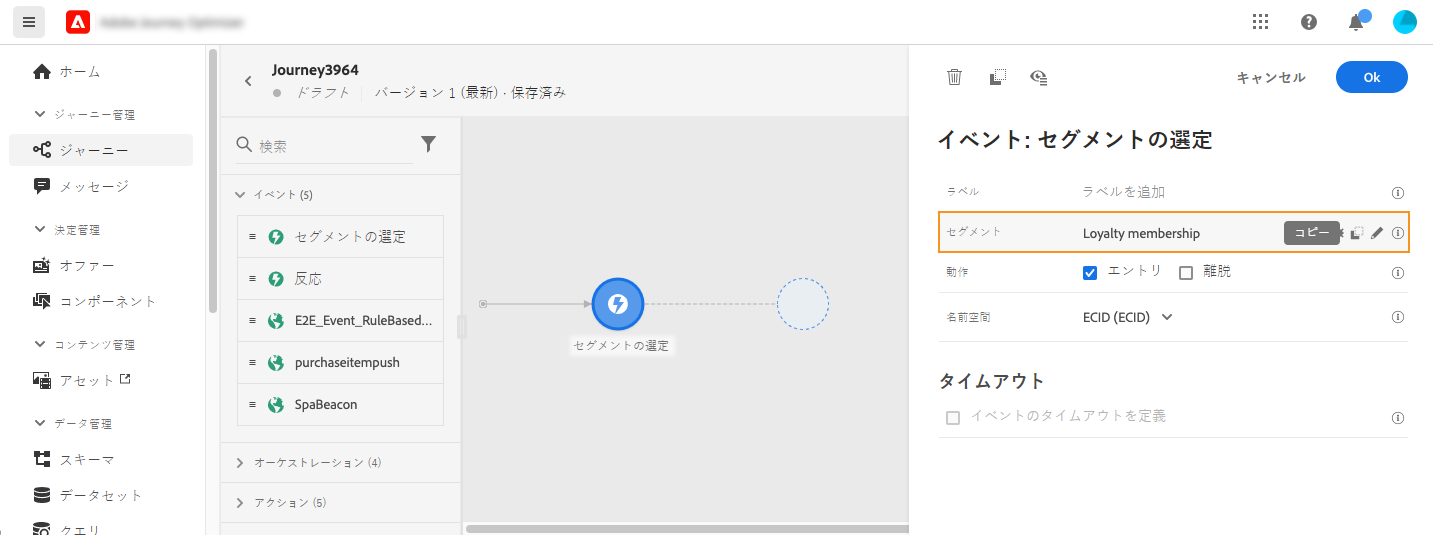 ホーム
ジャーニー管理
ジャーニー
メッセージ
決定管理
オファー
コンポーネント
コンテンツ管理
アセット
データ管理
スキーマ
データセット
クエリ
Journey3964
ドラフト
バージョン 1 (最新) · 保存済み
検索
イベント (5)
セグメントの選定
反応
E2E_Event_RuleBased...
purchaseitempush
SpaBeacon
オーケストレーション (4)
アクション (5)
セグメントの選定
キャンセル
Ok
イベント: セグメントの選定
ラベル ラベルを追加
セグメント Loyalty membership コピー
動作 エントリ 離脱
名前空間 ECID (ECID)
タイムアウト
イベントのタイムアウトを定義